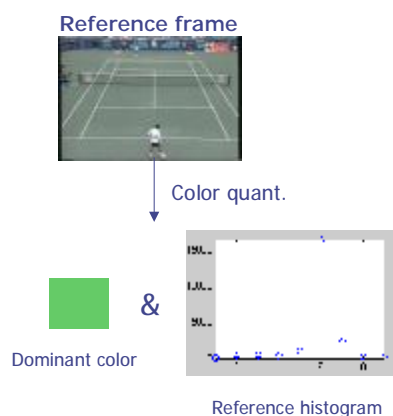 Reference frame
Color quant.
&
Dominant color
Reference histogram